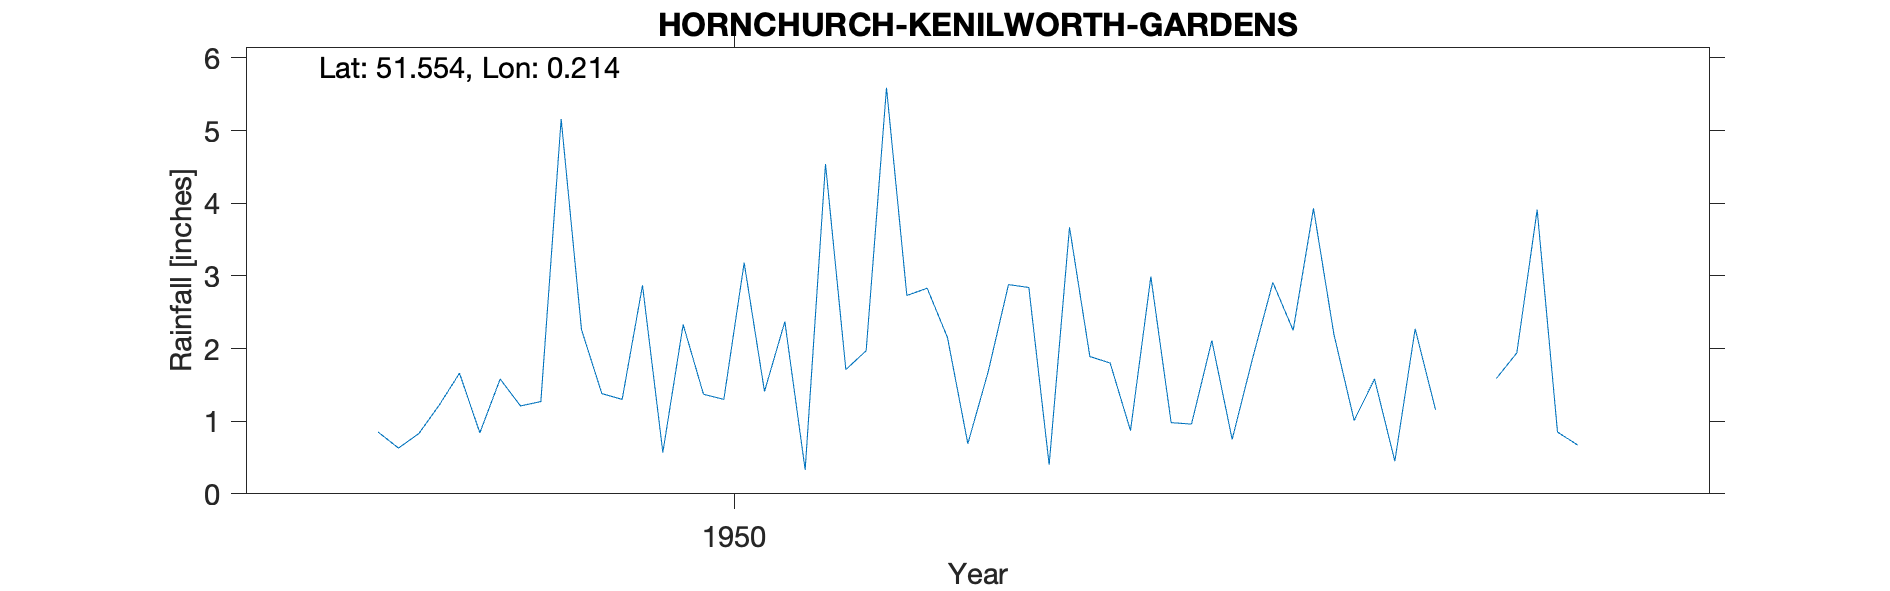 HORNCHURCH-KENILWORTH-GARDENS
Lat: 51.554, Lon: 0.214
Rainfall [inches]
6
5
4
3
2
1
0
1950
Year